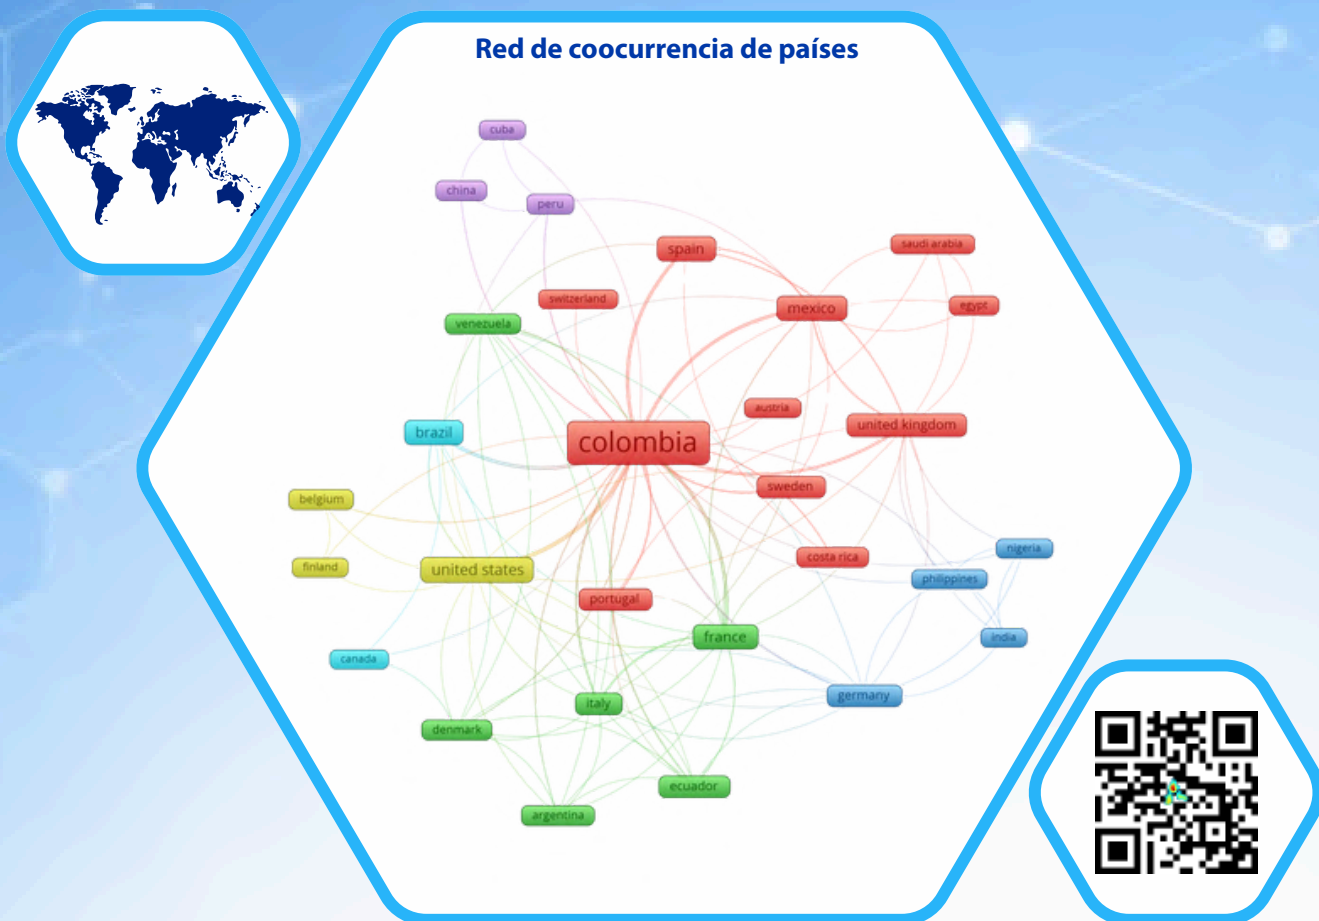 Red de coocurrencia de países
cuba
china
peru
spain
saudi arabia
switzerland
mexico
egypt
venezuela
austria
brazil
colombia
united kingdom
sweden
belgium
costa rica
nigeria
finland
united states
philippines
portugal
france
india
canada
germany
italy
denmark
ecuador
argentina